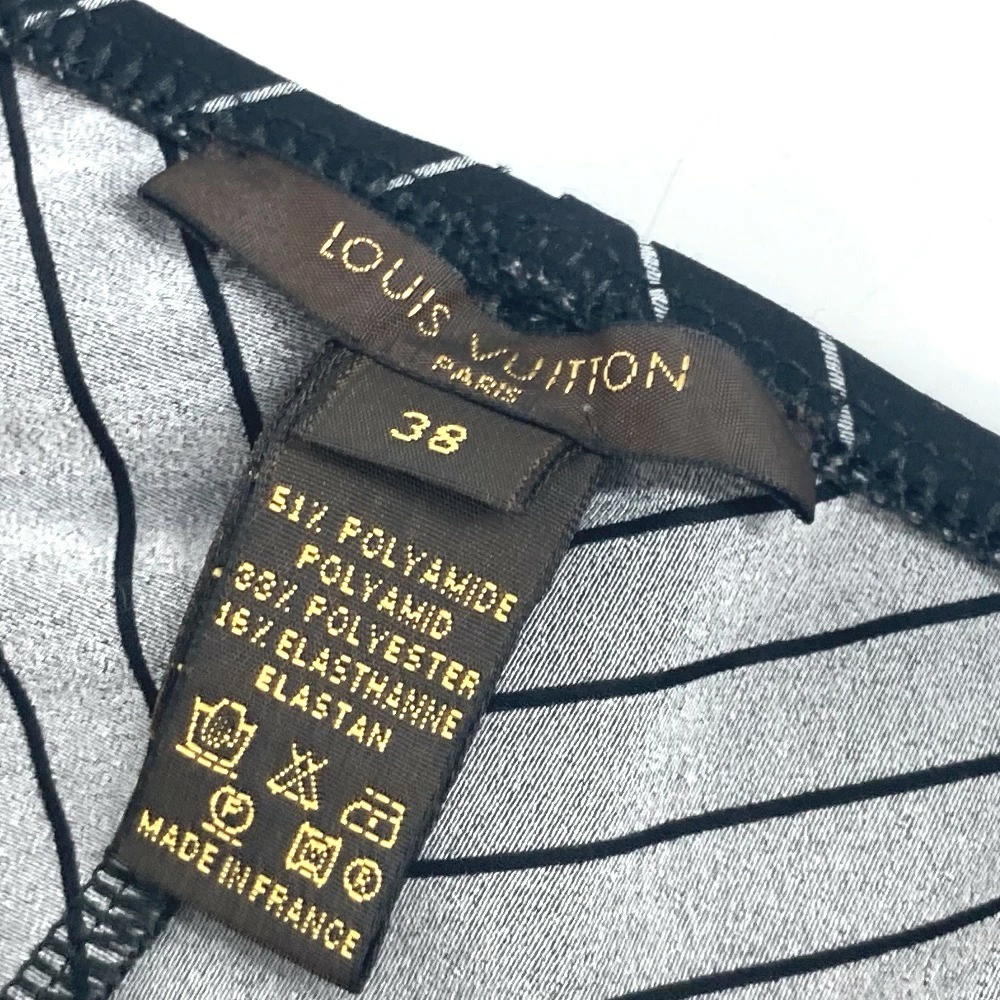 LOUIS VUITTON
PARIS
38
51% POLYAMIDE
POLYAMID
33% POLYESTER
16% ELASTHANNE
ELASTAN
P
R
MADE IN FRANCE